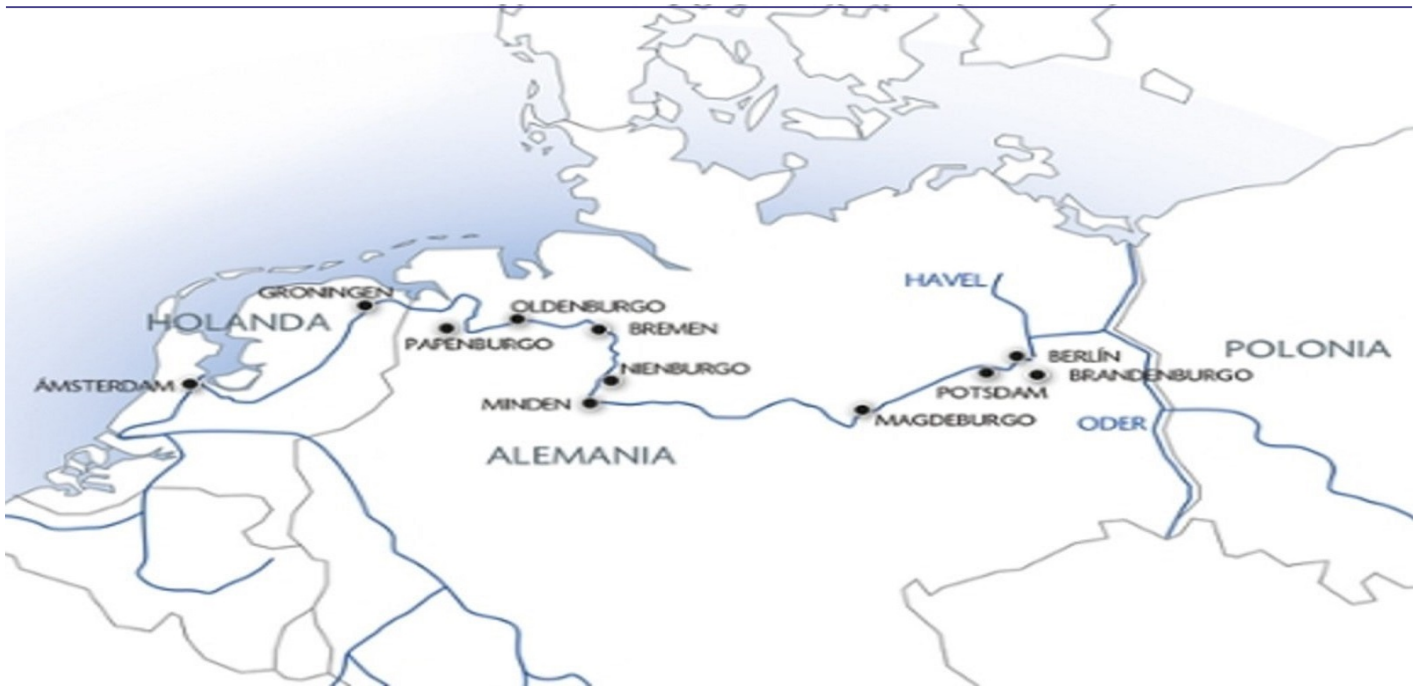 HAVEL
GRONINGEN
HOLANDA
OLDENBURGO
BREMEN
PAPENBURGO
POLONIA
BERLÍN
NIENBURGO
BRANDENBURGO
ÁMSTERDAM
POTSDAM
MINDEN
MAGDEBURGO
ODER
ALEMANIA